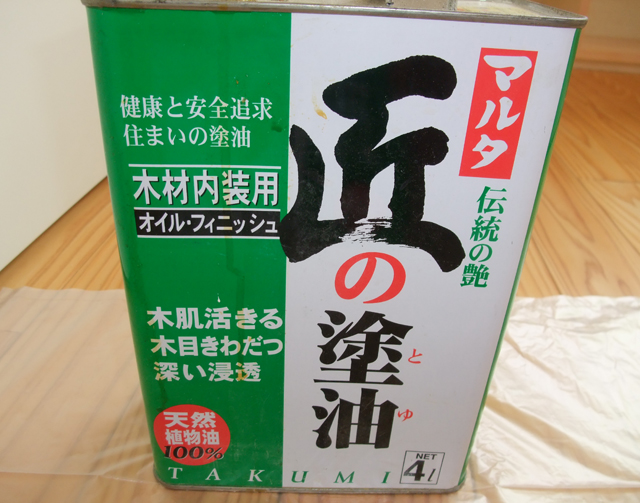 健康と安全追求
住まいの塗油
木材内装用
オイル・フィニッシュ
木肌活きる
木目きわだつ
深い浸透
天然
植物油
100%
マルタ
伝統の艶
匠の塗油
とゆ
TAKUMI
NET
4l